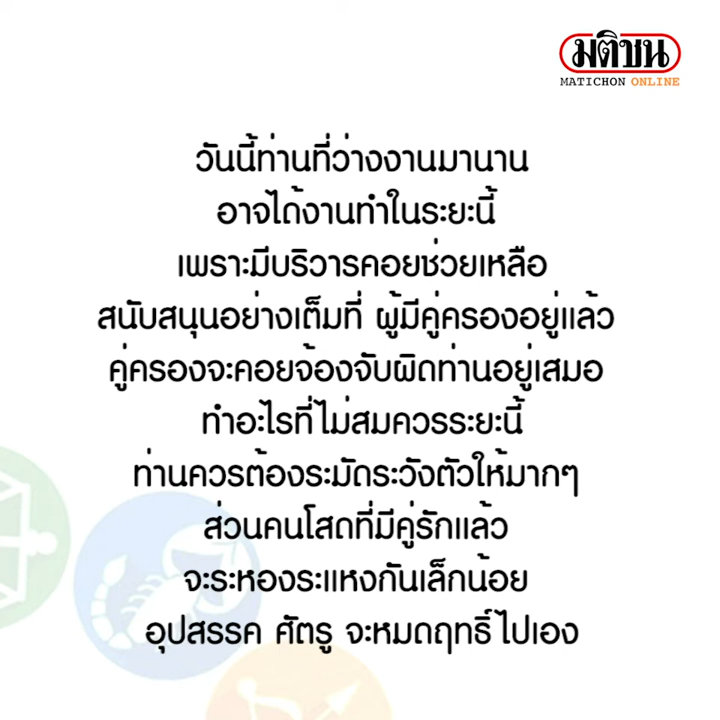 มติชน
MATICHON ONLINE
วันนี้ท่านที่ว่างงานมานาน
อาจได้งานทำในระยะนี้
เพราะมีบริวารคอยช่วยเหลือ
สนับสนุนอย่างเต็มที่ ผู้มีคู่ครองอยู่แล้ว
คู่ครองจะคอยจ้องจับผิดท่านอยู่เสมอ
ทำอะไรที่ไม่สมควรระยะนี้
ท่านควรต้องระมัดระวังตัวให้มากๆ
ส่วนคนโสดที่มีคู่รักแล้ว
จะระหองระแหงกันเล็กน้อย
อุปสรรค ศัตรู จะหมดฤทธิ์ไปเอง